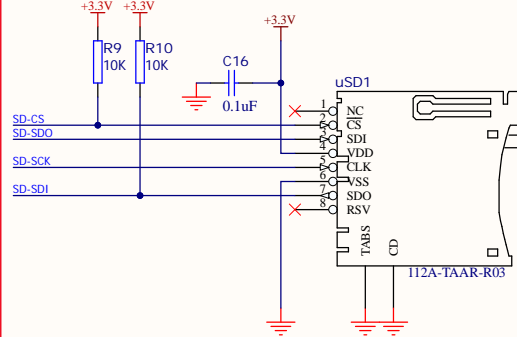 +3.3V +3.3V
+3.3V
R9 R10
10K 10K
C16
0.1uF
uSD1
1 NC
2 CS
3 SDI
4 VDD
5 CLK
6 VSS
7 SDO
8 RSV
SD-CS
SD-SDO
SD-SCK
SD-SDI
TABS
CD
112A-TAAR-R03